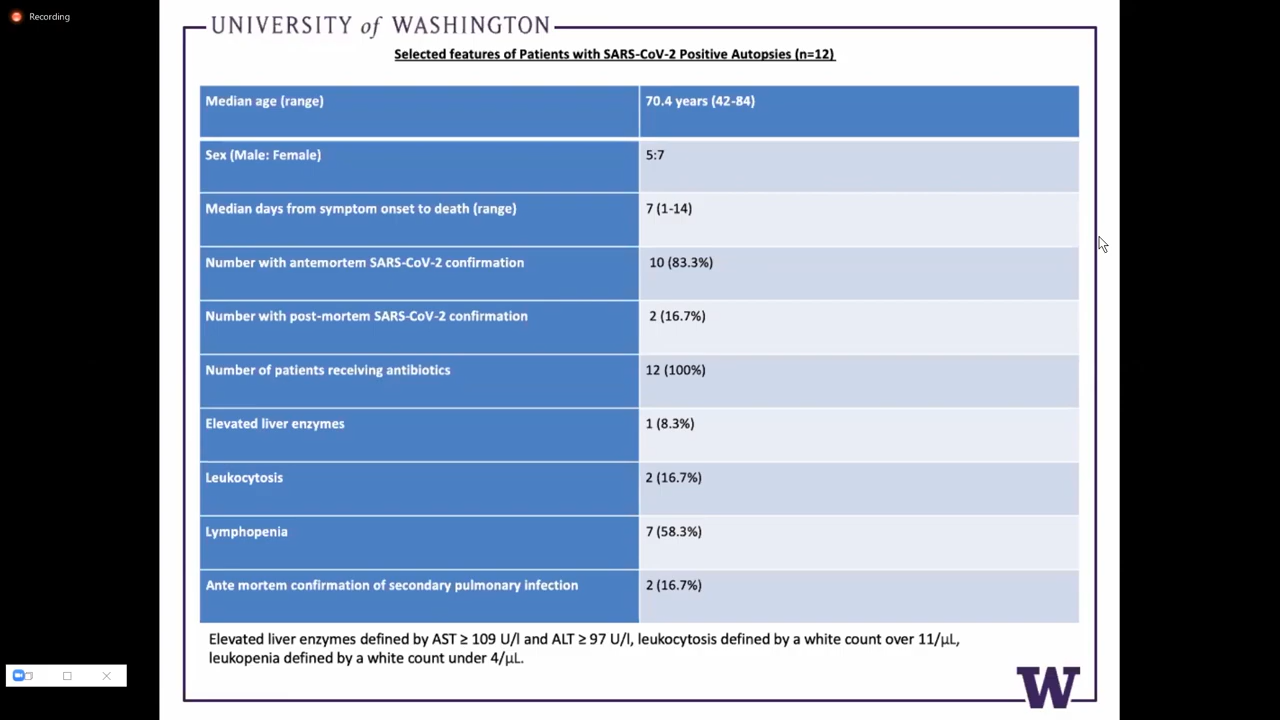 Recording
UNIVERSITY of WASHINGTON
Selected features of Patients with SARS-CoV-2 Positive Autopsies (n=12)
Median age (range) 70.4 years (42-84)
Sex (Male: Female) 5:7
Median days from symptom onset to death (range) 7 (1-14)
Number with antemortem SARS-CoV-2 confirmation 10 (83.3%)
Number with post-mortem SARS-CoV-2 confirmation 2 (16.7%)
Number of patients receiving antibiotics 12 (100%)
Elevated liver enzymes 1 (8.3%)
Leukocytosis 2 (16.7%)
Lymphopenia 7 (58.3%)
Ante mortem confirmation of secondary pulmonary infection 2 (16.7%)
Elevated liver enzymes defined by AST ≥ 109 U/l and ALT ≥ 97 U/l, leukocytosis defined by a white count over 11/µL,
leukopenia defined by a white count under 4/µL.
W